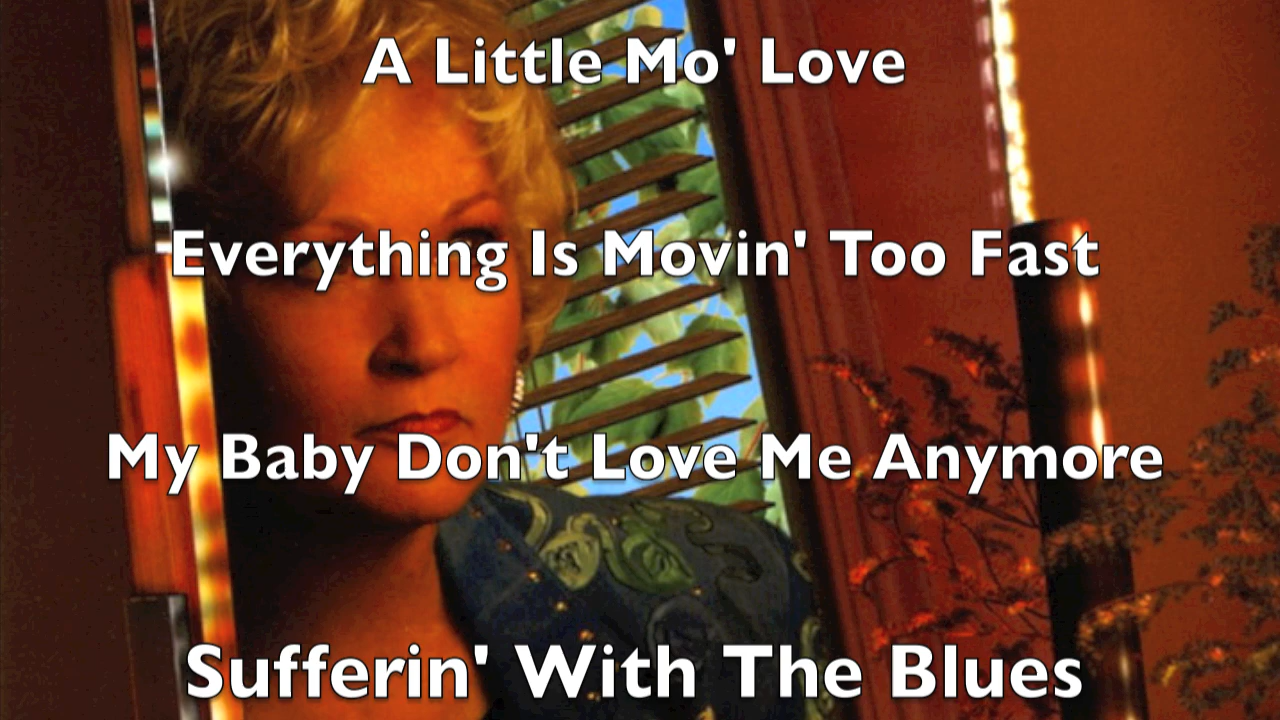 A Little Mo' Love
Everything Is Movin' Too Fast
My Baby Don't Love Me Anymore
Sufferin' With The Blues